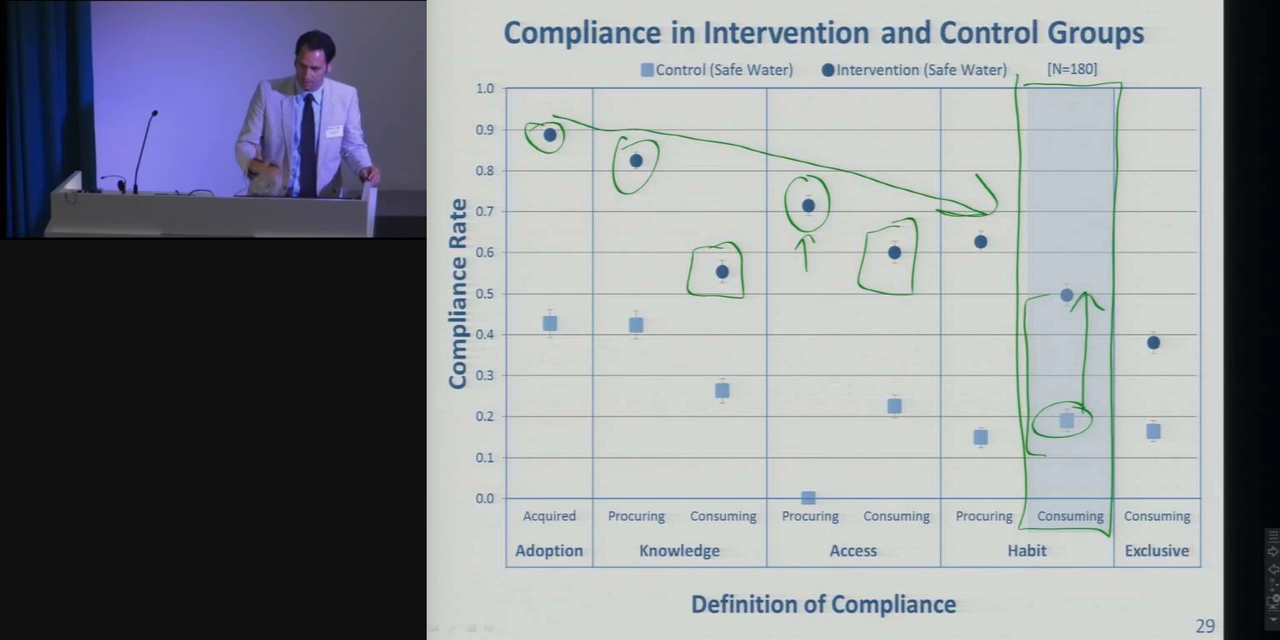 Compliance in Intervention and Control Groups
Control (Safe Water) Intervention (Safe Water) [N=180]
Compliance Rate
1.0
0.9
0.8
0.7
0.6
0.5
0.4
0.3
0.2
0.1
0.0
Acquired Procuring Consuming Procuring Consuming Procuring Consuming Consuming
Adoption Knowledge Access Habit Exclusive
Definition of Compliance
29